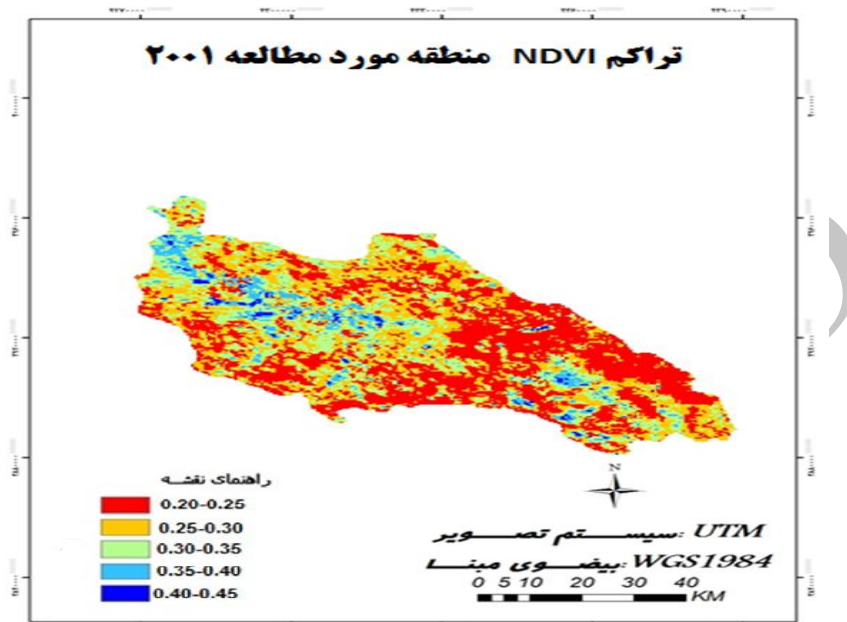 تراکم NDVI منطقه مورد مطالعه ۲۰۰۱
راهنمای نقشه
0.20-0.25
0.25-0.30
0.30-0.35
0.35-0.40
0.40-0.45
N
سیستم تصویر: UTM
بیضوی مبنا: WGS1984
0 5 10 20 30 40
KM